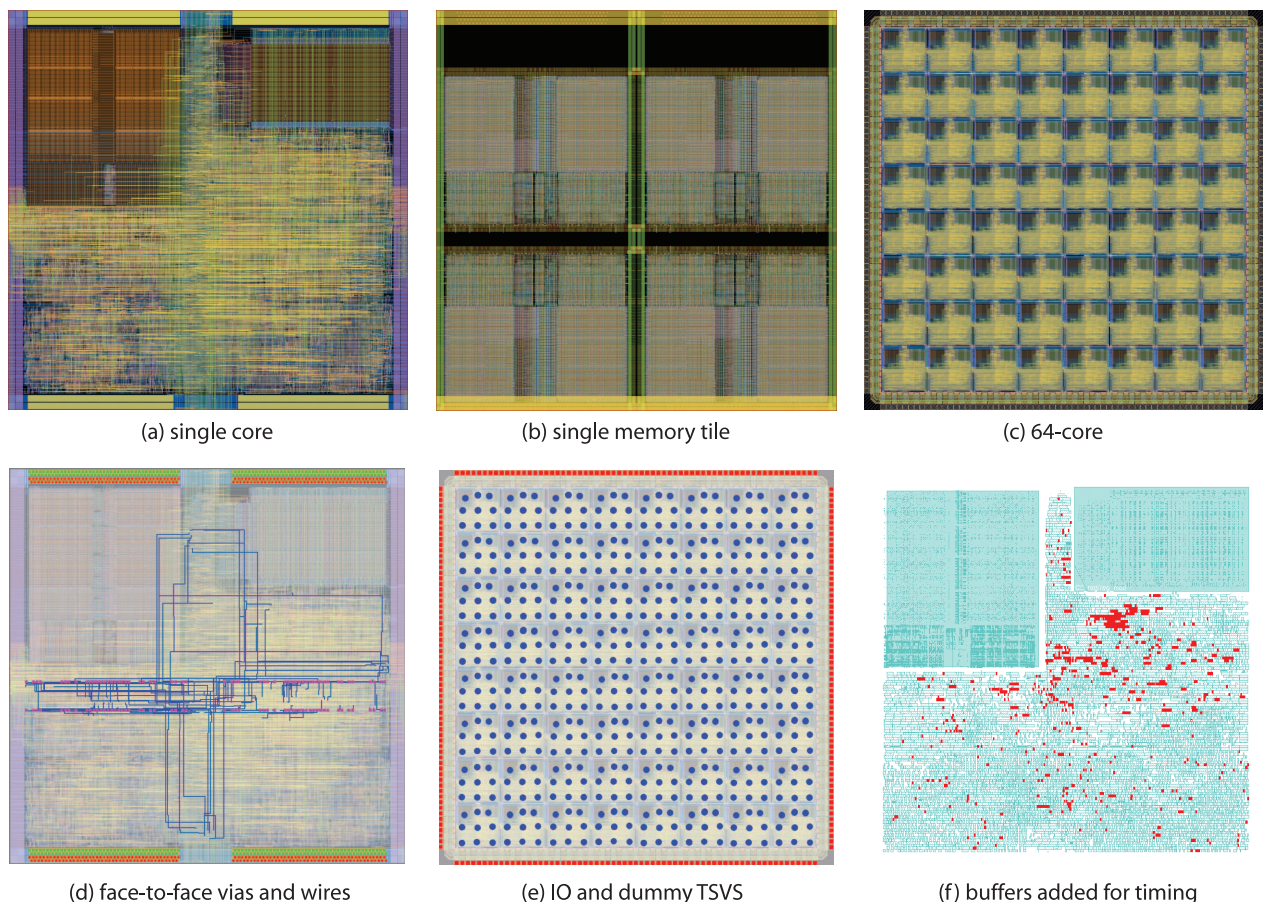 (a) single core
(b) single memory tile
(c) 64-core
(d) face-to-face vias and wires
(e) IO and dummy TSVS
(f) buffers added for timing